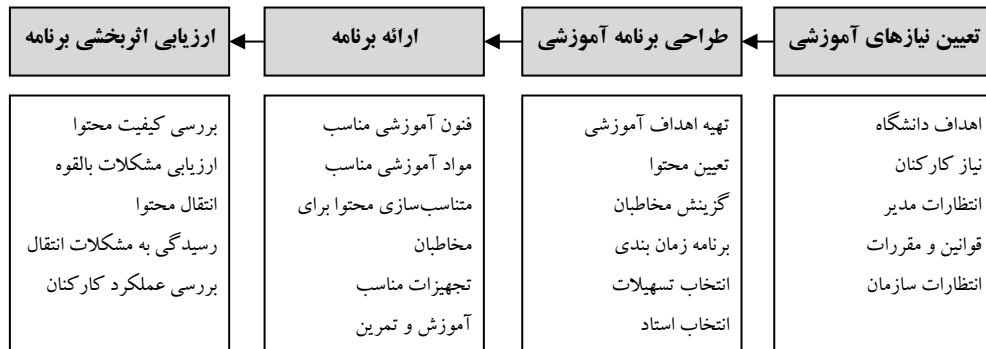 تعیین نیازهای آموزشی
طراحی برنامه آموزشی
ارائه برنامه
ارزیابی اثربخشی برنامه
اهداف دانشگاه
نیاز کارکنان
انتظارات مدیر
قوانین و مقررات
انتظارات سازمان
تهیه اهداف آموزشی
تعیین محتوا
گزینش مخاطبان
برنامه زمان بندی
انتخاب تسهیلات
انتخاب استاد
فنون آموزشی مناسب
مواد آموزشی مناسب
متناسب‌سازی محتوا برای
مخاطبان
تجهیزات مناسب
آموزش و تمرین
بررسی کیفیت محتوا
ارزیابی مشکلات بالقوه
انتقال محتوا
رسیدگی به مشکلات انتقال
بررسی عملکرد کارکنان